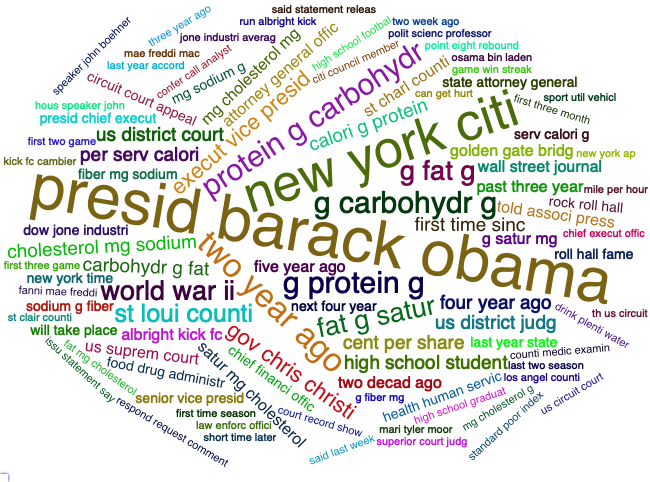 said statement releas
three year ago
run albright kick
two week ago
speaker john boehner
jone industri averag
high school footbal
polit scienc professor
mae freddi mac
attorney general offic
point eight rebound
last year accord
confer call analyst
mg cholesterol mg
citi council member
osama bin laden
circuit court appeal
mg sodium g
game win streak
state attorney general
hous speaker john
execut vice presid
protein g carbohydr
st charl counti
can get hurt
sport util vehicl
presid chief execut
calori g protein
first three month
us district court
new york citi
serv calori g
first two game
per serv calori
golden gate bridg
new york ap
kick fc cambier
fiber mg sodium
g fat g
wall street journal
presid barack obama
past three year
mile per hour
g carbohydr g
told associ press
rock roll hall
dow jone industri
first time sinc
chief execut offic
cholesterol mg sodium
two year ago
g satur mg
roll hall fame
first three game
carbohydr g fat
five year ago
new york time
g protein g
fanni mae freddi
world war ii
next four year
four year ago
drink plenti water
sodium g fiber
st loui counti
fat g satur
th us circuit
st clair counti
us district judg
will take place
albright kick fc
gov chris christi
cent per share
last year state
issu statement say
fat mg cholesterol
us suprem court
satur mg cholesterol
chief financi offic
high school student
counti medic examin
food drug administr
last two season
two decad ago
health human servic
los angel counti
respond request comment
senior vice presid
g fiber mg
high school graduat
mg cholesterol g
us circuit court
first time season
court record show
mari tyler moor
standard poor index
law enforc offici
short time later
said last week
superior court judg